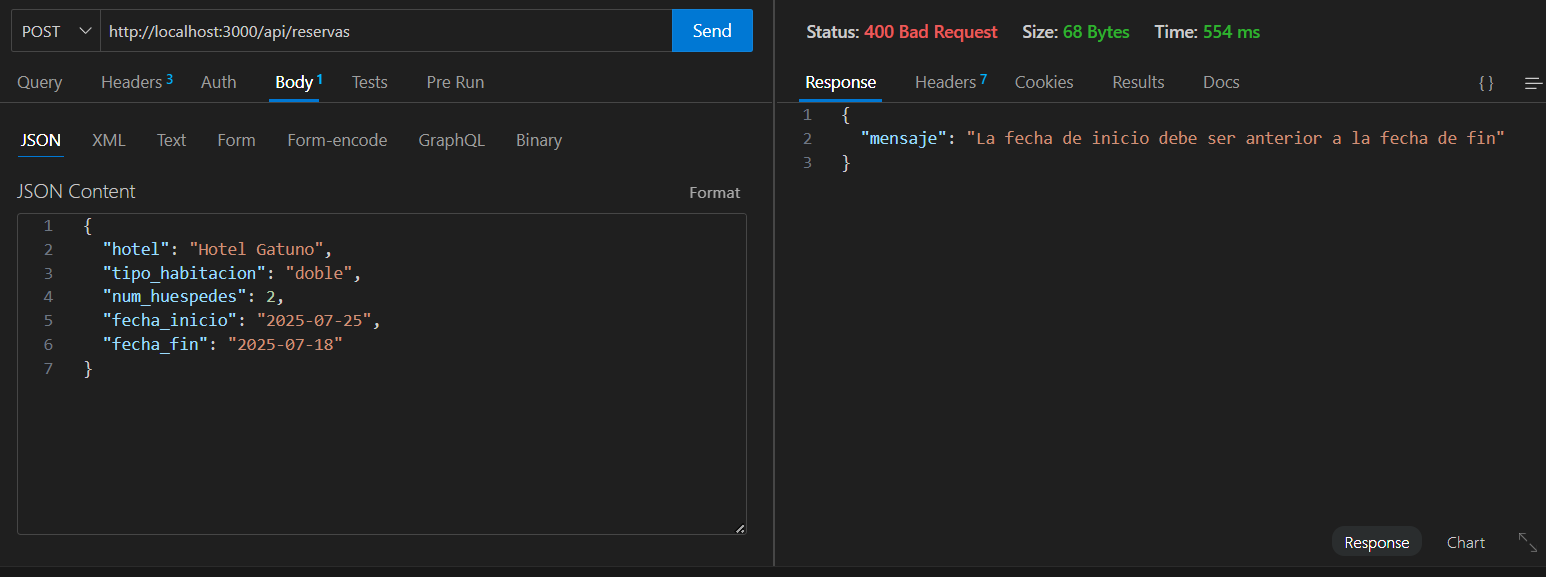 POST http://localhost:3000/api/reservas Send
Query Headers 3 Auth Body 1 Tests Pre Run
JSON XML Text Form Form-encode GraphQL Binary
JSON Content Format
1 {
2 "hotel": "Hotel Gatuno",
3 "tipo_habitacion": "doble",
4 "num_huespedes": 2,
5 "fecha_inicio": "2025-07-25",
6 "fecha_fin": "2025-07-18"
7 }
Status: 400 Bad Request Size: 68 Bytes Time: 554 ms
Response Headers 7 Cookies Results Docs { }
1 {
2 "mensaje": "La fecha de inicio debe ser anterior a la fecha de fin"
3 }
Response Chart